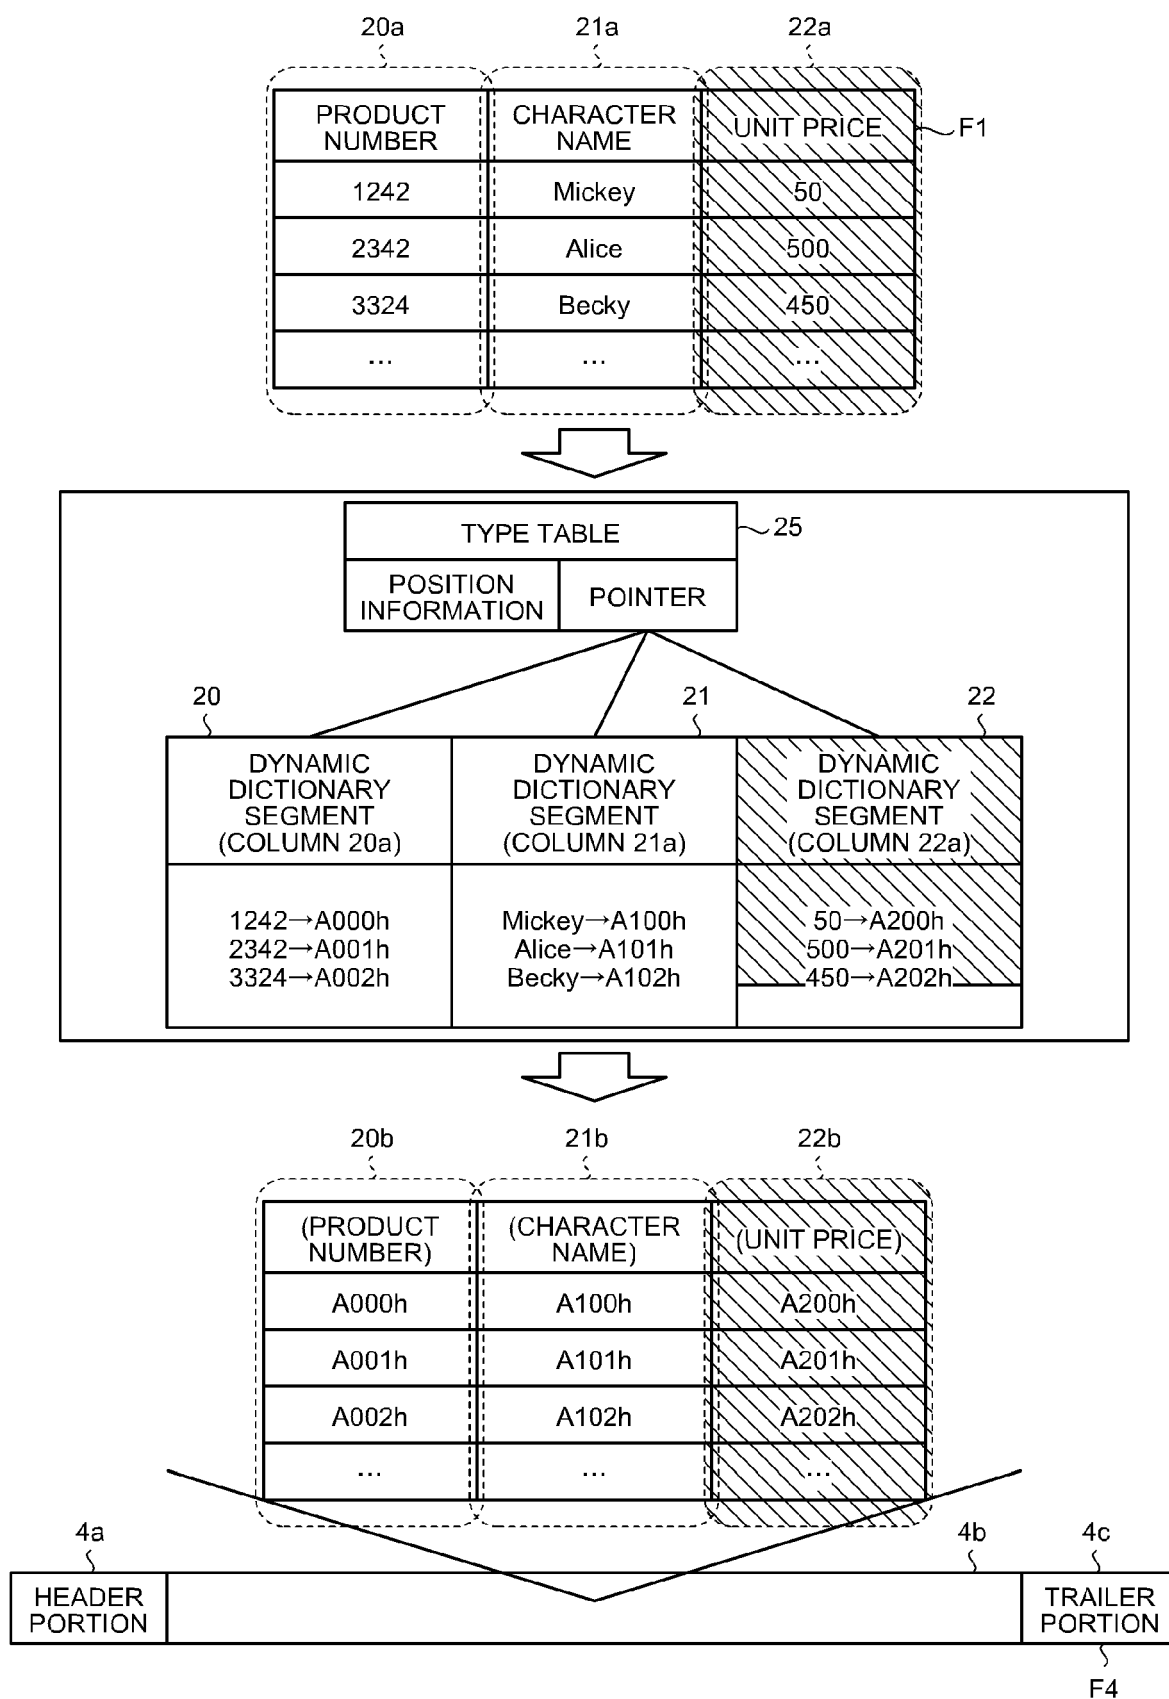 20a 21a 22a
PRODUCT NUMBER CHARACTER NAME UNIT PRICE F1
1242 Mickey 50
2342 Alice 500
3324 Becky 450
... ... ...
TYPE TABLE 25
POSITION INFORMATION POINTER
20 21 22
DYNAMIC DICTIONARY SEGMENT (COLUMN 20a) DYNAMIC DICTIONARY SEGMENT (COLUMN 21a) DYNAMIC DICTIONARY SEGMENT (COLUMN 22a)
1242→A000h Mickey→A100h 50→A200h
2342→A001h Alice→A101h 500→A201h
3324→A002h Becky→A102h 450→A202h
20b 21b 22b
(PRODUCT NUMBER) (CHARACTER NAME) (UNIT PRICE)
A000h A100h A200h
A001h A101h A201h
A002h A102h A202h
... ... ...
4a 4b 4c
HEADER PORTION TRAILER PORTION
F4